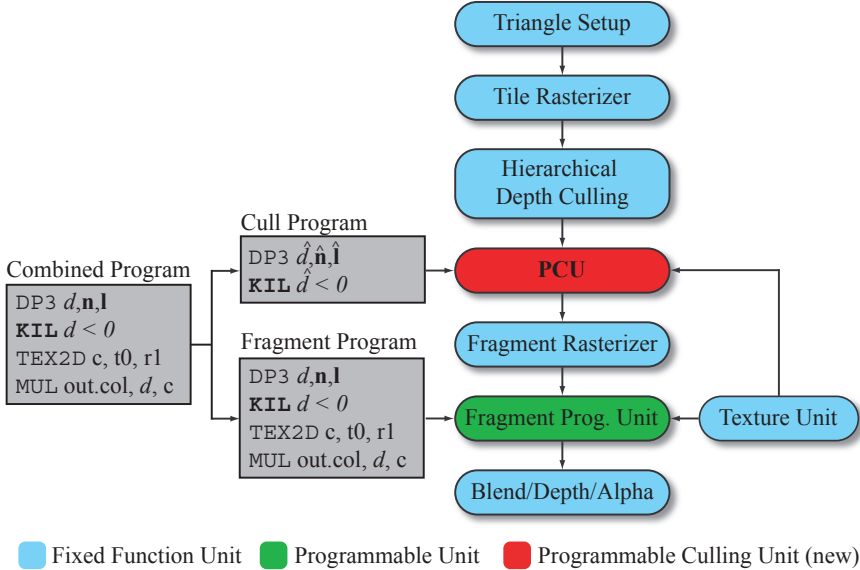 Triangle Setup
Tile Rasterizer
Hierarchical
Depth Culling
Cull Program
DP3 d̂,n̂,l̂
KIL d̂ < 0
PCU
Combined Program
DP3 d,n,l
KIL d < 0
TEX2D c, t0, r1
MUL out.col, d, c
Fragment Program
DP3 d,n,l
KIL d < 0
TEX2D c, t0, r1
MUL out.col, d, c
Fragment Rasterizer
Fragment Prog. Unit
Texture Unit
Blend/Depth/Alpha
Fixed Function Unit
Programmable Unit
Programmable Culling Unit (new)